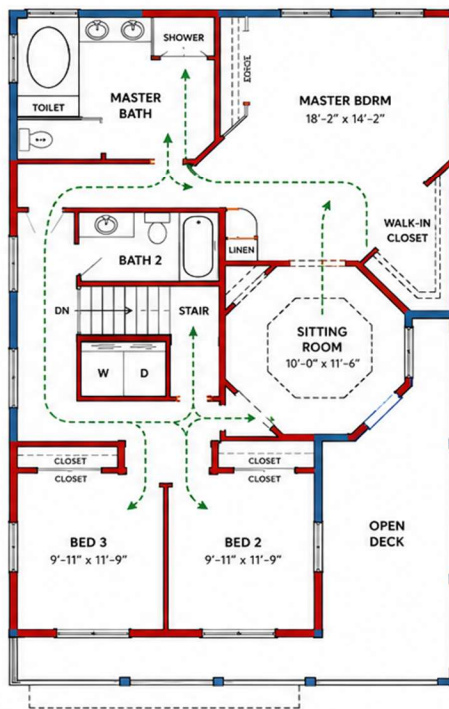 SHOWER
TOILET
MASTER
BATH
MASTER BDRM
18'-2" x 14'-2"
WALK-IN
CLOSET
LINEN
BATH 2
DN
STAIR
SITTING
ROOM
10'-0" x 11'-6"
W
D
CLOSET
CLOSET
CLOSET
CLOSET
BED 3
9'-11" x 11'-9"
BED 2
9'-11" x 11'-9"
OPEN
DECK